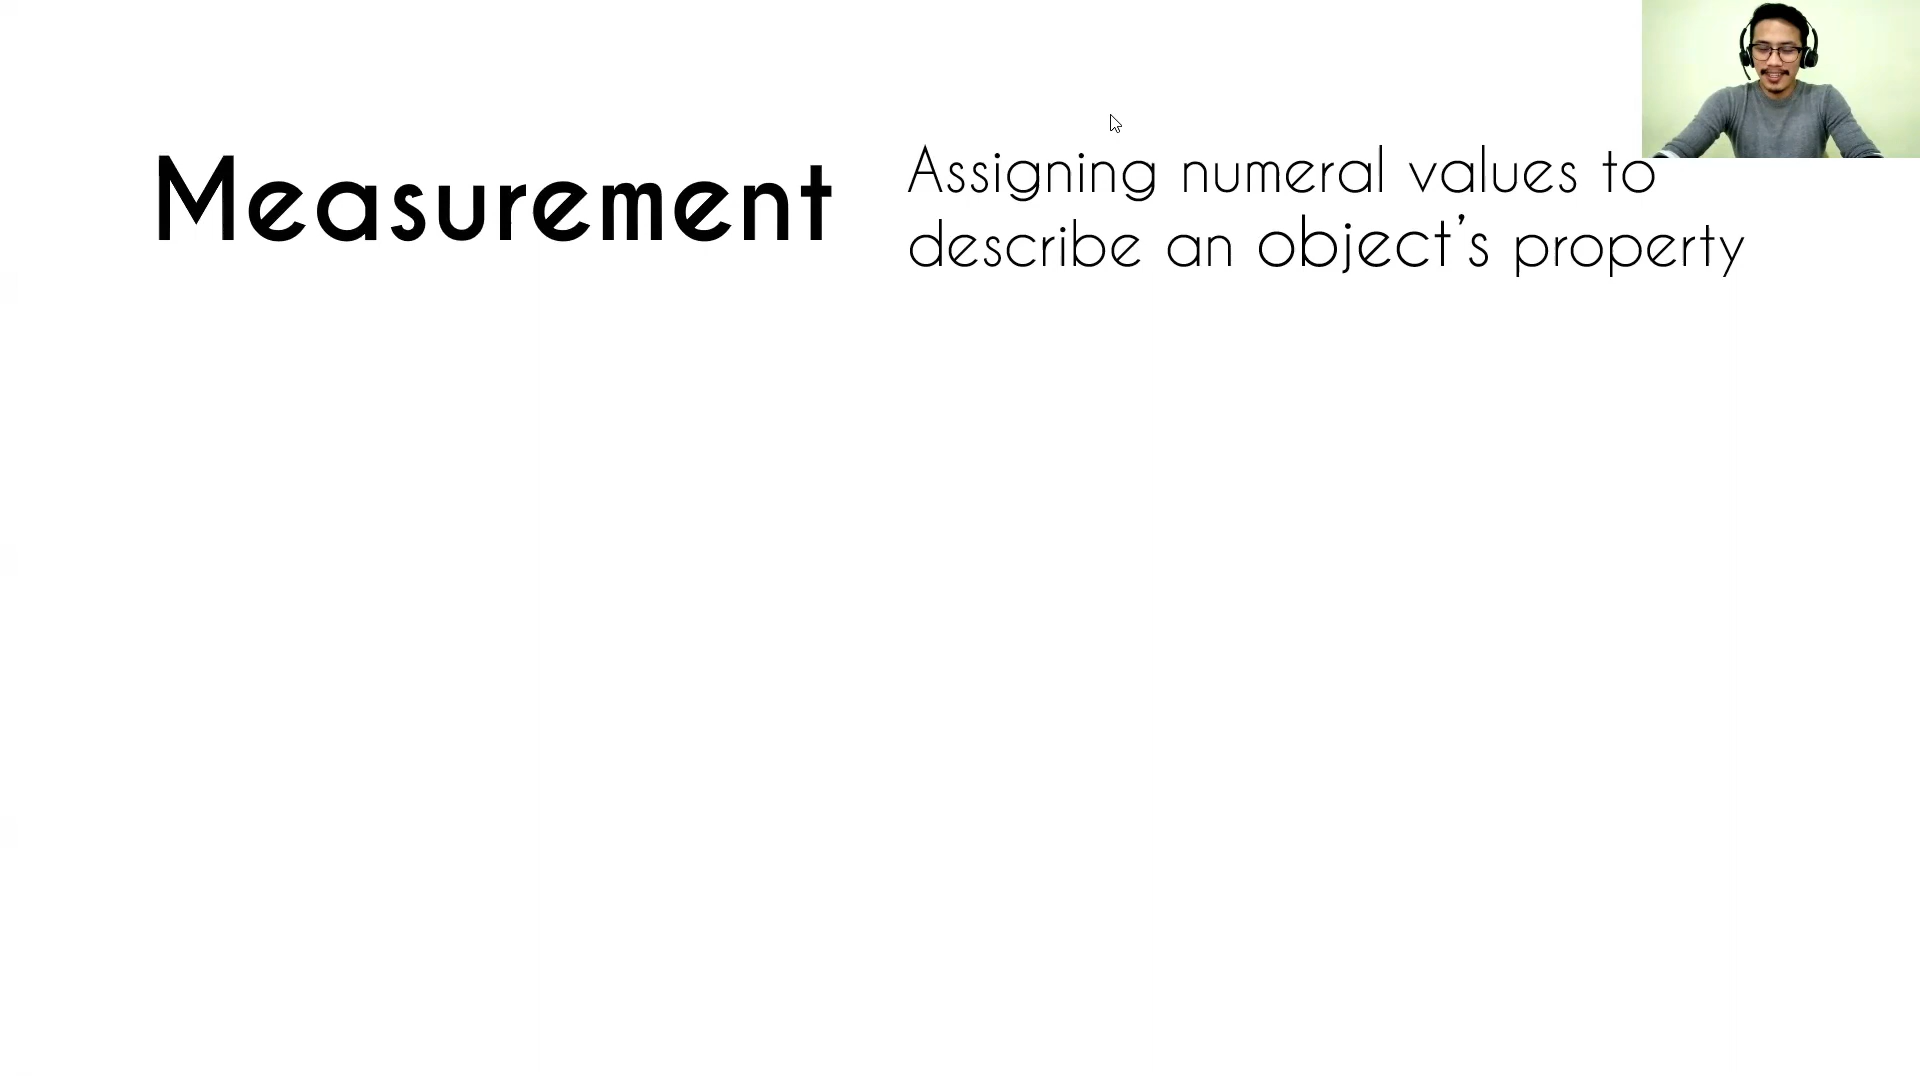 Measurement
Assigning numeral values to
describe an object’s property